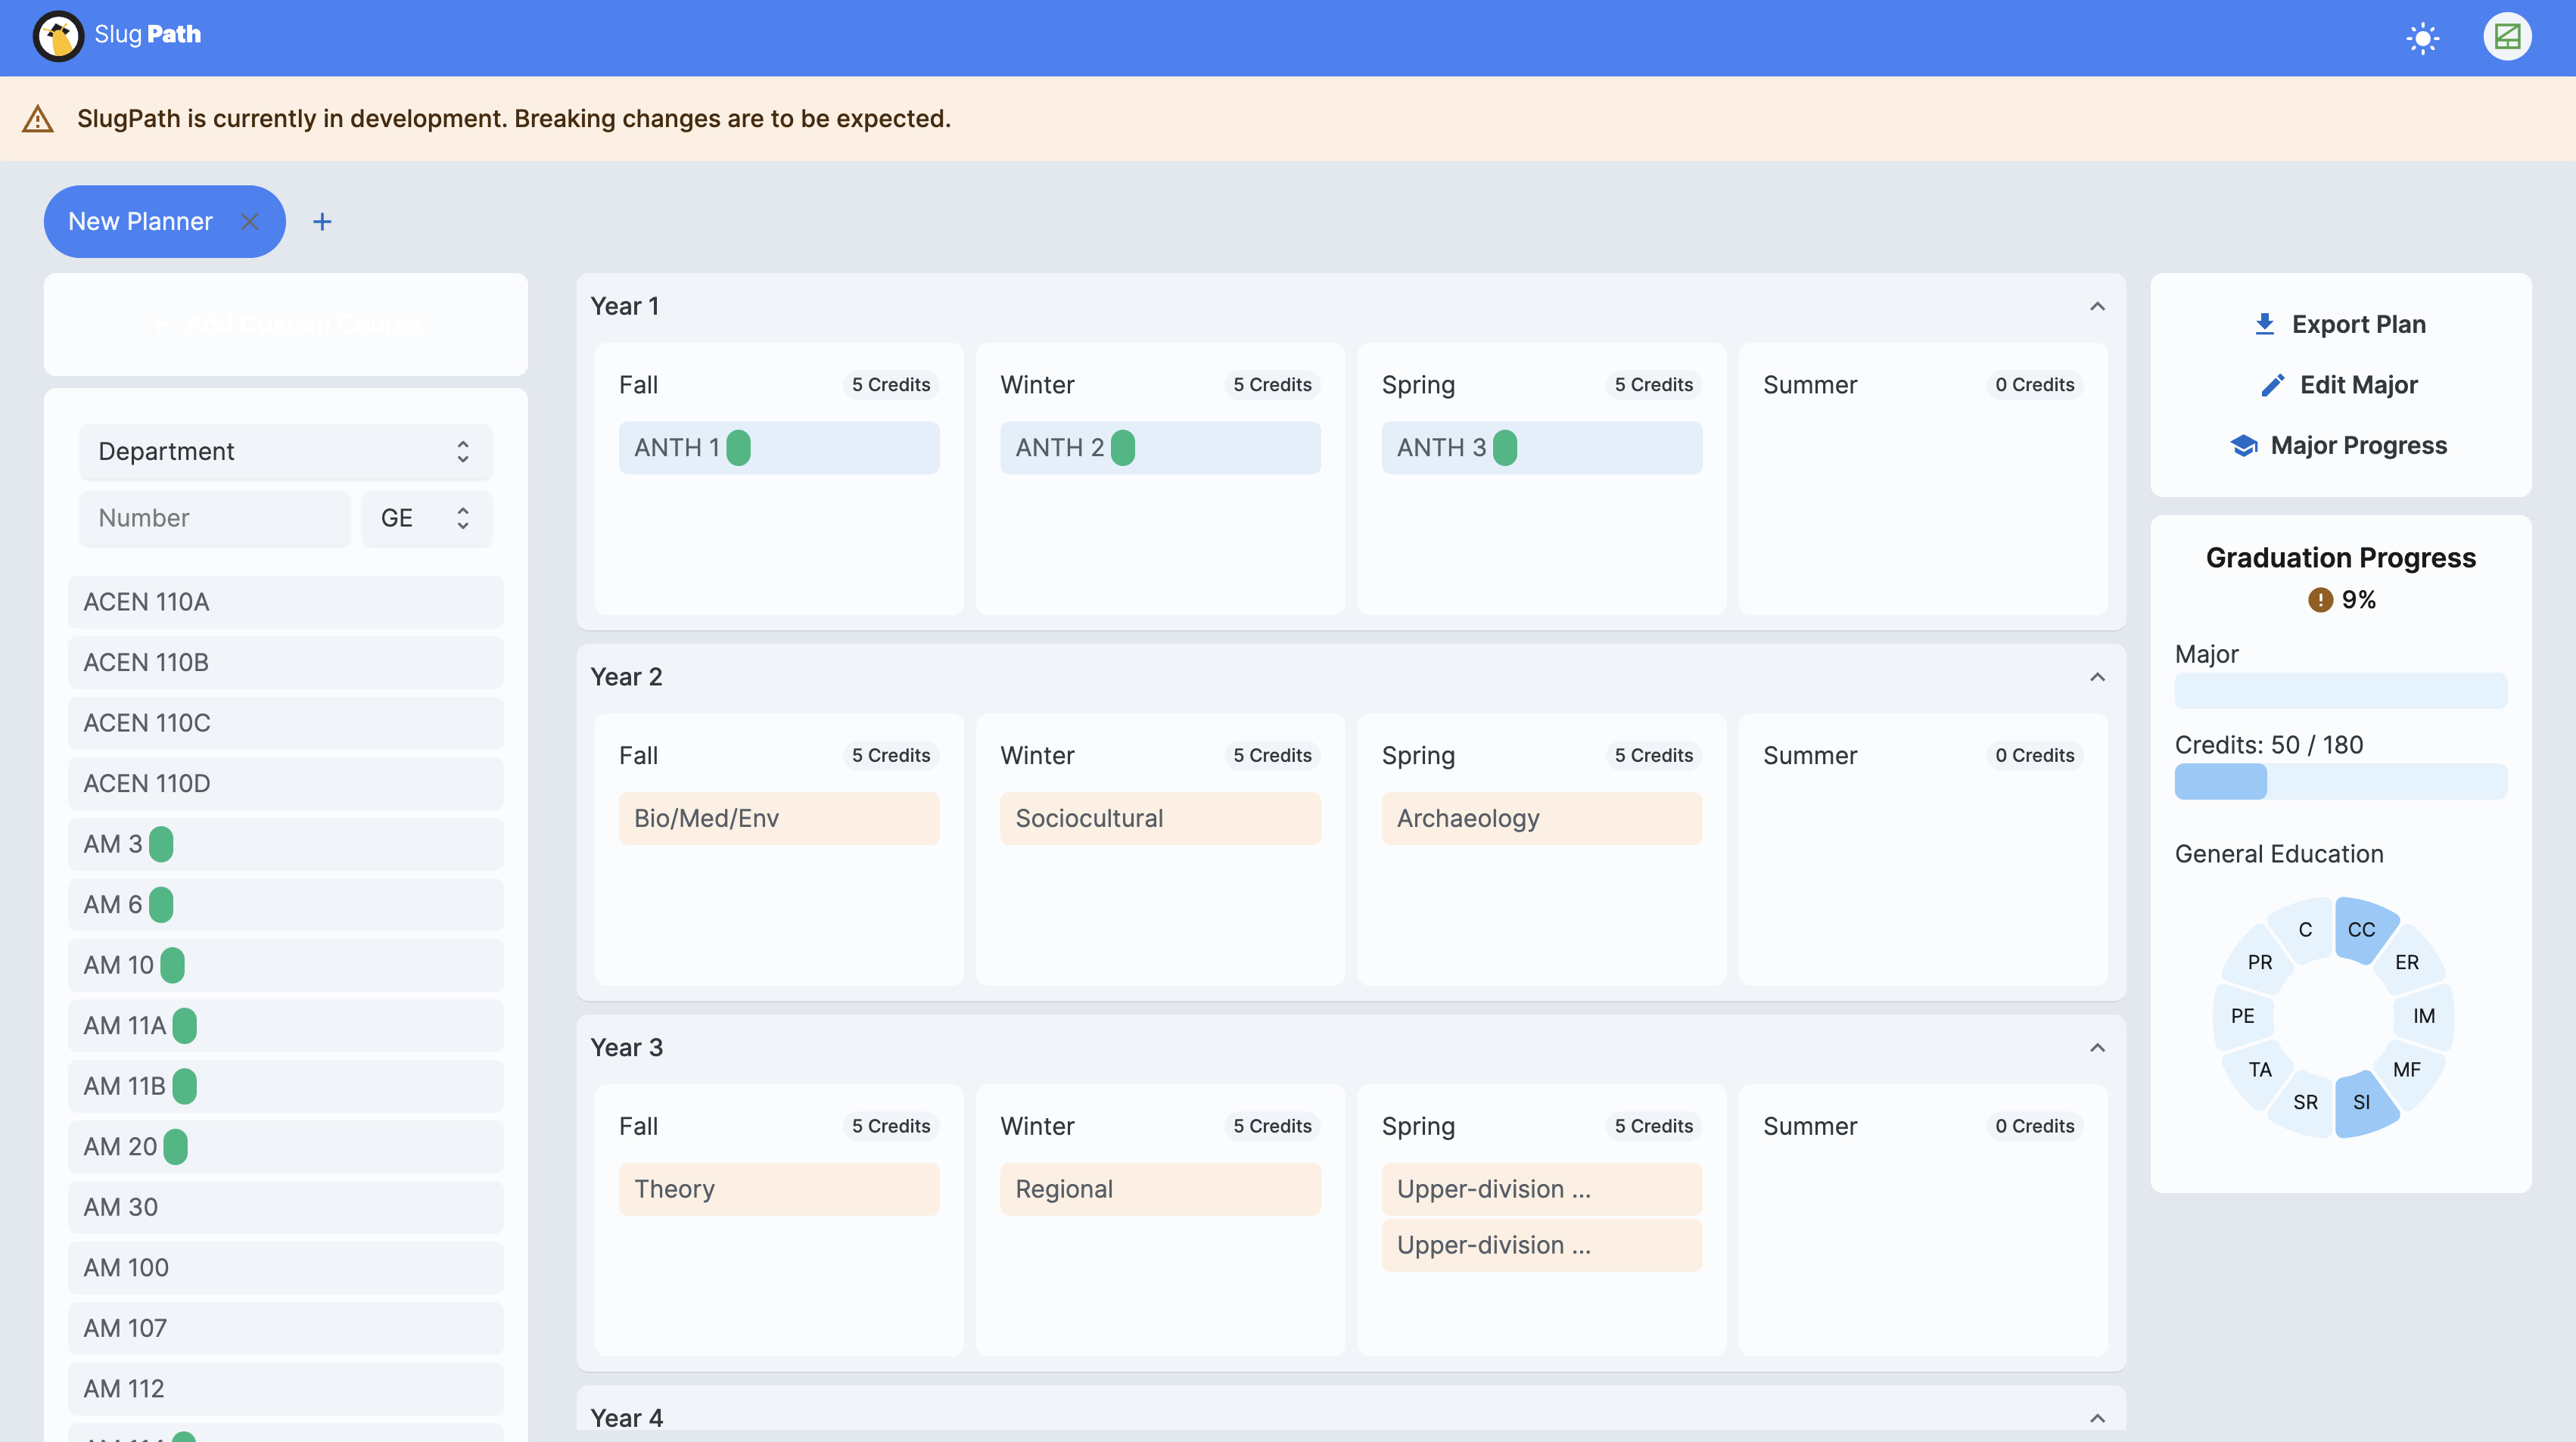 Slug Path
SlugPath is currently in development. Breaking changes are to be expected.
New Planner
Add Custom Course
Department
Number
GE
ACEN 110A
ACEN 110B
ACEN 110C
ACEN 110D
AM 3
AM 6
AM 10
AM 11A
AM 11B
AM 20
AM 30
AM 100
AM 107
AM 112
Year 1
Fall
5 Credits
ANTH 1
Winter
5 Credits
ANTH 2
Spring
5 Credits
ANTH 3
Summer
0 Credits
Year 2
Fall
5 Credits
Bio/Med/Env
Winter
5 Credits
Sociocultural
Spring
5 Credits
Archaeology
Summer
0 Credits
Year 3
Fall
5 Credits
Theory
Winter
5 Credits
Regional
Spring
5 Credits
Upper-division ...
Upper-division ...
Summer
0 Credits
Year 4
Export Plan
Edit Major
Major Progress
Graduation Progress
9%
Major
Credits: 50 / 180
General Education
CC
ER
IM
MF
SI
SR
TA
PE
PR
C